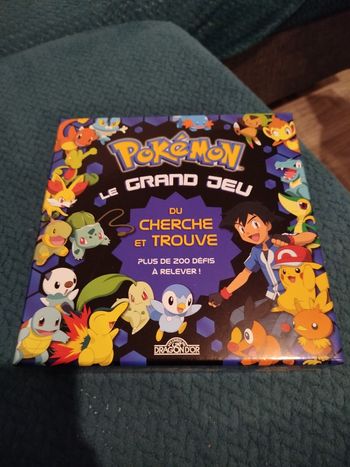 POKéMON
LE GRAND JEU
DU
CHERCHE
ET TROUVE
PLUS DE 200 DÉFIS
À RELEVER !
DRAGON D'OR